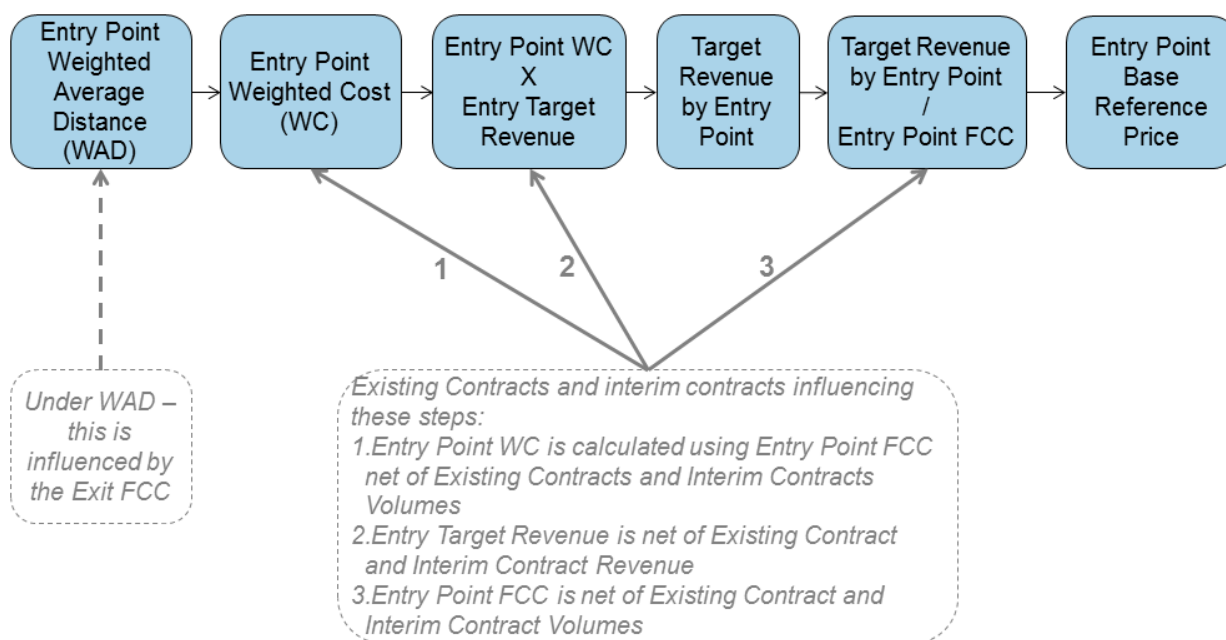 Entry Point
Weighted
Average
Distance
(WAD)
Entry Point
Weighted Cost
(WC)
Entry Point WC
X
Entry Target
Revenue
Target
Revenue
by Entry
Point
Target Revenue
by Entry Point
/
Entry Point FCC
Entry Point
Base
Reference
Price
1
2
3
Under WAD –
this is
influenced by
the Exit FCC
Existing Contracts and interim contracts influencing
these steps:
1.Entry Point WC is calculated using Entry Point FCC
net of Existing Contracts and Interim Contracts
Volumes
2.Entry Target Revenue is net of Existing Contract
and Interim Contract Revenue
3.Entry Point FCC is net of Existing Contract and
Interim Contract Volumes